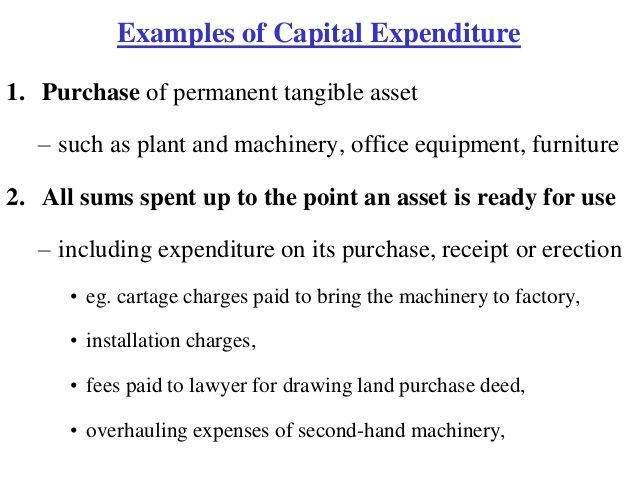 Examples of Capital Expenditure
1. Purchase of permanent tangible asset
– such as plant and machinery, office equipment, furniture
2. All sums spent up to the point an asset is ready for use
– including expenditure on its purchase, receipt or erection
• eg. cartage charges paid to bring the machinery to factory,
• installation charges,
• fees paid to lawyer for drawing land purchase deed,
• overhauling expenses of second-hand machinery,